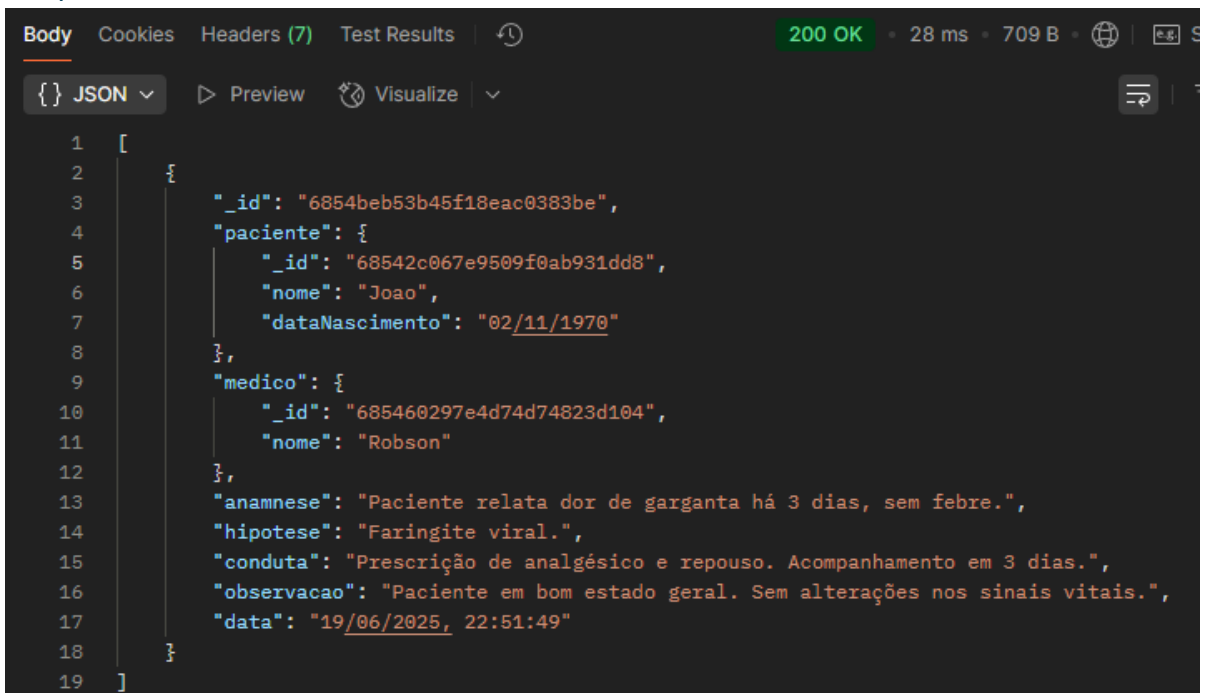 Body Cookies Headers (7) Test Results 200 OK • 28 ms • 709 B • e.g. S
{} JSON Preview Visualize
1 [
2 {
3 "_id": "6854beb53b45f18eac0383be",
4 "paciente": {
5 "_id": "68542c067e9509f0ab931dd8",
6 "nome": "Joao",
7 "dataNascimento": "02/11/1970"
8 },
9 "medico": {
10 "_id": "685460297e4d74d74823d104",
11 "nome": "Robson"
12 },
13 "anamnese": "Paciente relata dor de garganta há 3 dias, sem febre.",
14 "hipotese": "Faringite viral.",
15 "conduta": "Prescrição de analgésico e repouso. Acompanhamento em 3 dias.",
16 "observacao": "Paciente em bom estado geral. Sem alterações nos sinais vitais.",
17 "data": "19/06/2025, 22:51:49"
18 }
19 ]